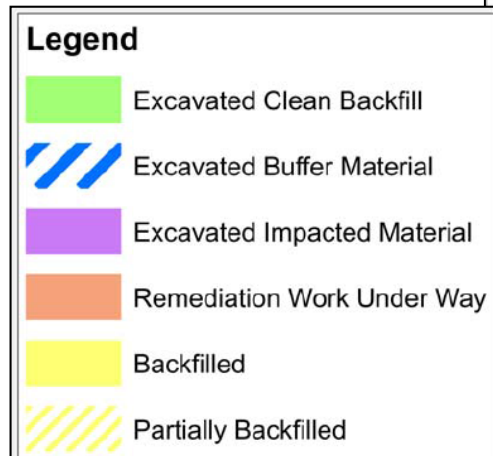 Legend
Excavated Clean Backfill
Excavated Buffer Material
Excavated Impacted Material
Remediation Work Under Way
Backfilled
Partially Backfilled